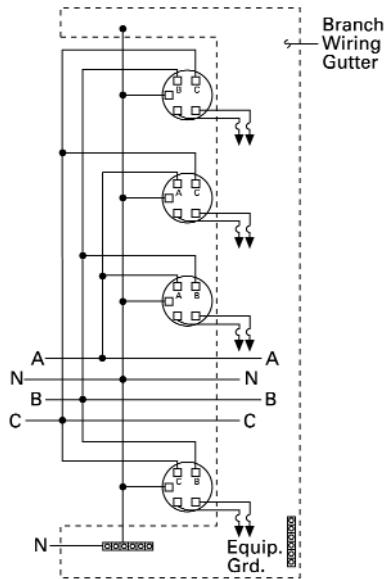 Branch
Wiring
Gutter
B C
A C
A B
A A
N N
B B
C C
C B
N
Equip.
Grd.